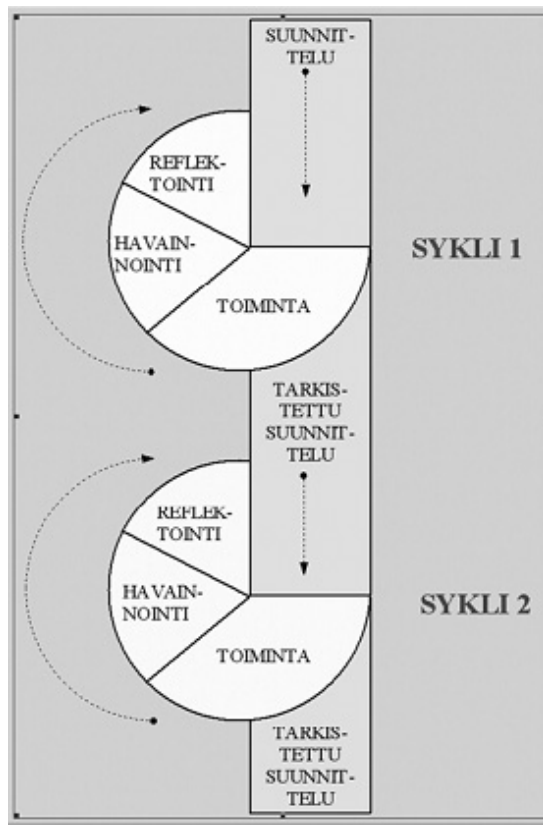 SUUNNIT-
TELU
REFLEK-
TOINTI
HAVAIN-
NOINTI
TOIMINTA
SYKLI 1
TARKIS-
TETTU
SUUNNIT-
TELU
REFLEK-
TOINTI
HAVAIN-
NOINTI
TOIMINTA
SYKLI 2
TARKIS-
TETTU
SUUNNIT-
TELU